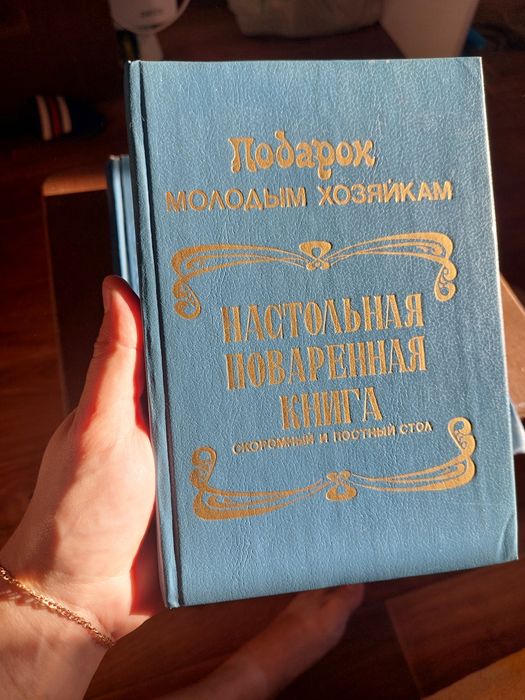 Подарок
МОЛОДЫМ ХОЗЯЙКАМ
НАСТОЛЬНАЯ
ПОВАРЕННАЯ
КНИГА
СКОРОМНЫЙ И ПОСТНЫЙ СТОЛ